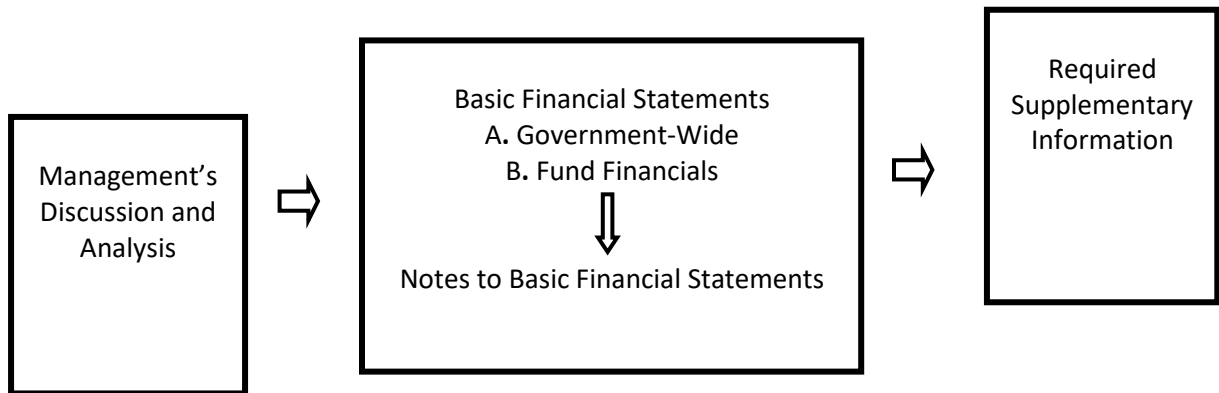 Management’s
Discussion and
Analysis
Basic Financial Statements
A. Government-Wide
B. Fund Financials
Notes to Basic Financial Statements
Required
Supplementary
Information